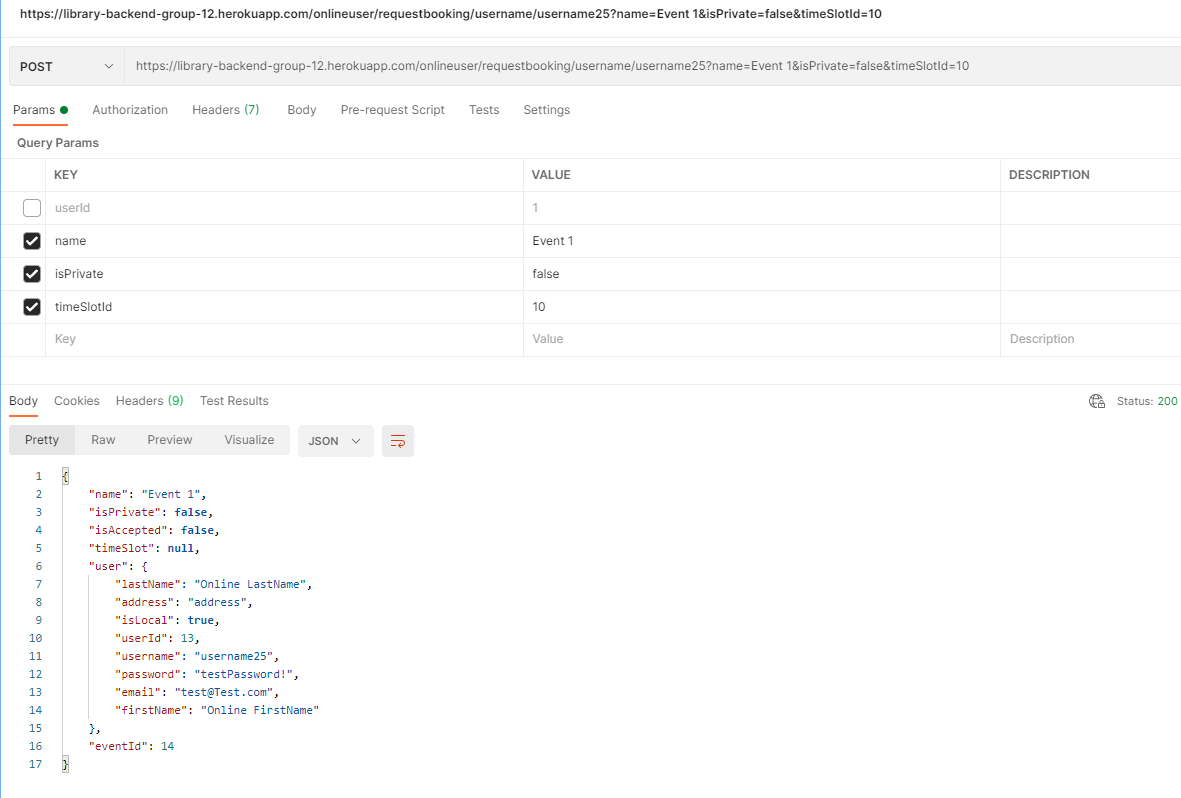 https://library-backend-group-12.herokuapp.com/onlineuser/requestbooking/username/username25?name=Event 1&isPrivate=false&timeSlotId=10
POST https://library-backend-group-12.herokuapp.com/onlineuser/requestbooking/username/username25?name=Event 1&isPrivate=false&timeSlotId=10
Params Authorization Headers (7) Body Pre-request Script Tests Settings
Query Params
KEY VALUE DESCRIPTION
userId 1
name Event 1
isPrivate false
timeSlotId 10
Key Value Description
Body Cookies Headers (9) Test Results Status: 200
Pretty Raw Preview Visualize JSON
1 {
2 "name": "Event 1",
3 "isPrivate": false,
4 "isAccepted": false,
5 "timeSlot": null,
6 "user": {
7 "lastName": "Online LastName",
8 "address": "address",
9 "isLocal": true,
10 "userId": 13,
11 "username": "username25",
12 "password": "testPassword!",
13 "email": "test@Test.com",
14 "firstName": "Online FirstName"
15 },
16 "eventId": 14
17 }